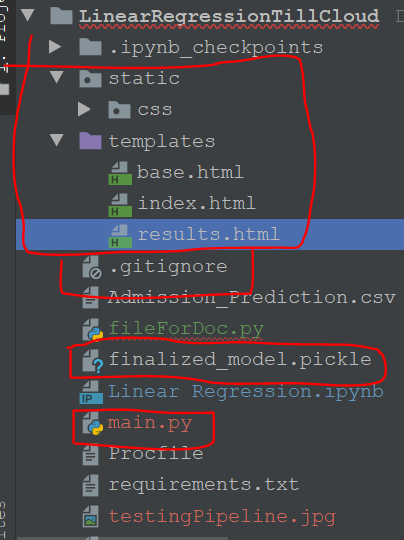 LinearRegressionTillCloud
.ipynb_checkpoints
static
css
templates
base.html
index.html
results.html
.gitignore
Admission_Prediction.csv
fileForDoc.py
finalized_model.pickle
Linear Regression.ipynb
main.py
Procfile
requirements.txt
testingPipeline.jpg